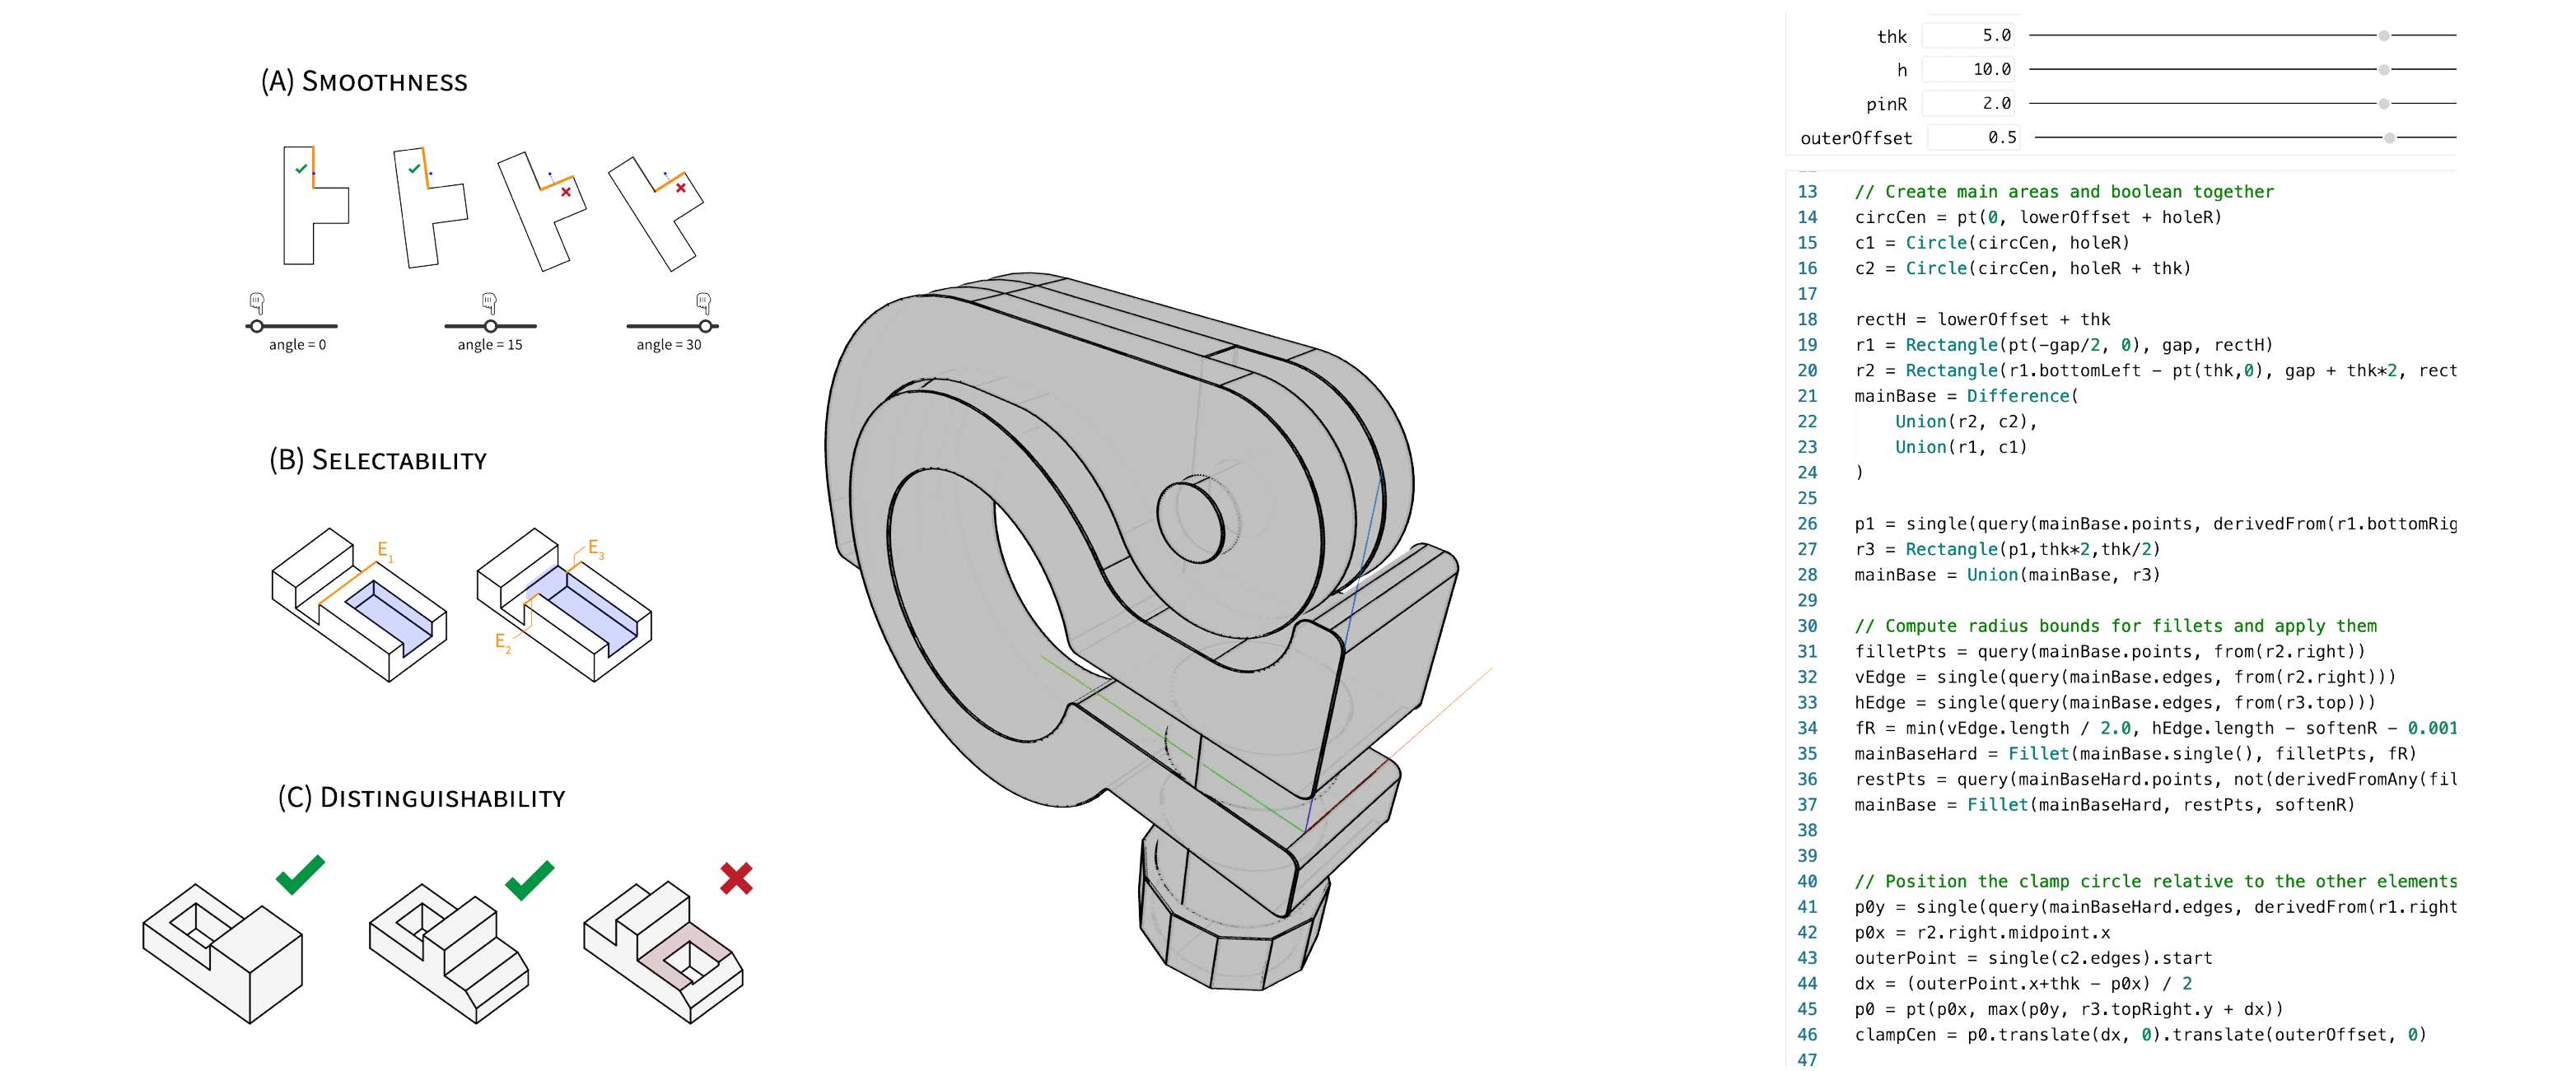 (A) SMOOTHNESS
angle = 0
angle = 15
angle = 30
(B) SELECTABILITY
E1
E3
E2
(C) DISTINGUISHABILITY
thk 5.0
h 10.0
pinR 2.0
outerOffset 0.5
13 // Create main areas and boolean together
14 circCen = pt(0, lowerOffset + holeR)
15 c1 = Circle(circCen, holeR)
16 c2 = Circle(circCen, holeR + thk)
17
18 rectH = lowerOffset + thk
19 r1 = Rectangle(pt(-gap/2, 0), gap, rectH)
20 r2 = Rectangle(r1.bottomLeft - pt(thk,0), gap + thk*2, rect
21 mainBase = Difference(
22 Union(r2, c2),
23 Union(r1, c1)
24 )
25
26 p1 = single(query(mainBase.points, derivedFrom(r1.bottomRig
27 r3 = Rectangle(p1,thk*2,thk/2)
28 mainBase = Union(mainBase, r3)
29
30 // Compute radius bounds for fillets and apply them
31 filletPts = query(mainBase.points, from(r2.right))
32 vEdge = single(query(mainBase.edges, from(r2.right)))
33 hEdge = single(query(mainBase.edges, from(r3.top)))
34 fR = min(vEdge.length / 2.0, hEdge.length - softenR - 0.001
35 mainBaseHard = Fillet(mainBase.single(), filletPts, fR)
36 restPts = query(mainBaseHard.points, not(derivedFromAny(fil
37 mainBase = Fillet(mainBaseHard, restPts, softenR)
38
39
40 // Position the clamp circle relative to the other elements
41 p0y = single(query(mainBaseHard.edges, derivedFrom(r1.right
42 p0x = r2.right.midpoint.x
43 outerPoint = single(c2.edges).start
44 dx = (outerPoint.x+thk - p0x) / 2
45 p0 = pt(p0x, max(p0y, r3.topRight.y + dx))
46 clampCen = p0.translate(dx, 0).translate(outerOffset, 0)
47